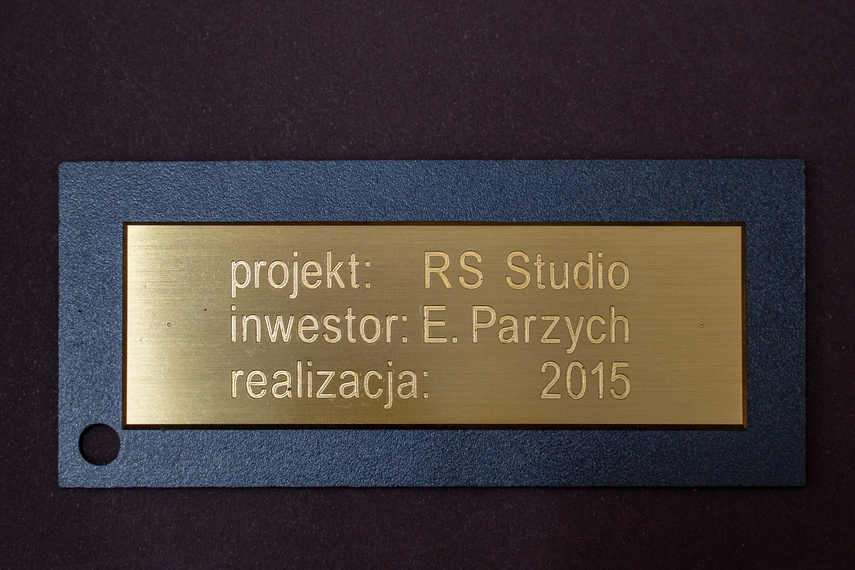 projekt: RS Studio
inwestor: E. Parzych
realizacja: 2015